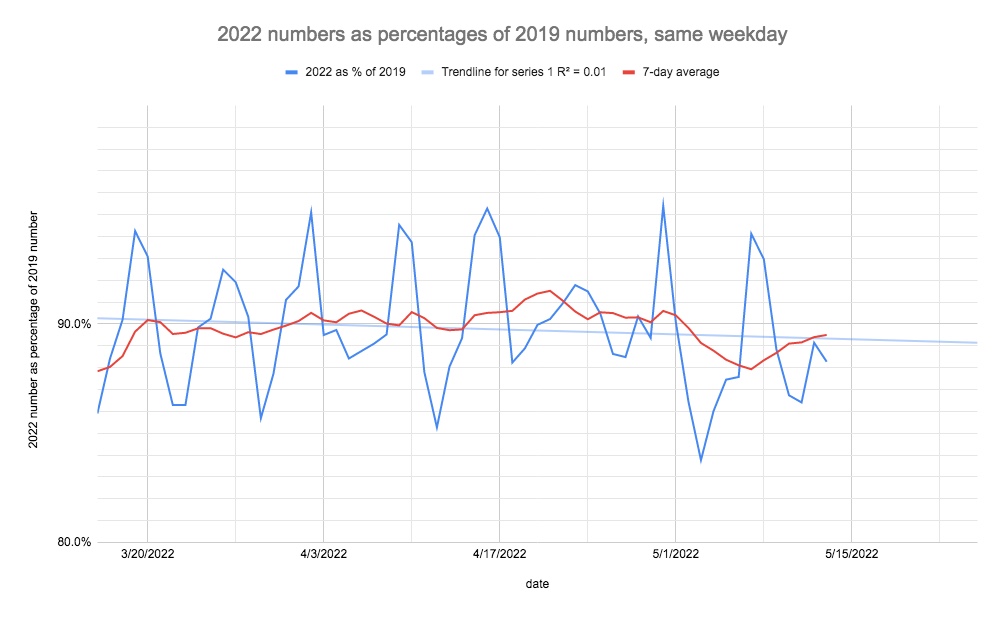 2022 numbers as percentages of 2019 numbers, same weekday
2022 as % of 2019 Trendline for series 1 R² = 0.01 7-day average
2022 number as percentage of 2019 number
90.0%
80.0%
3/20/2022 4/3/2022 4/17/2022 5/1/2022 5/15/2022
date